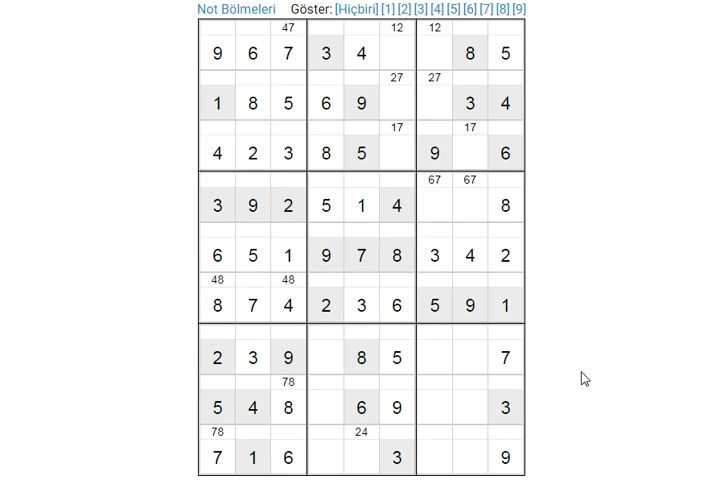 Not Bölmeleri Göster: [Hiçbiri] [1] [2] [3] [4] [5] [6] [7] [8] [9]
47 12 12
9 6 7 3 4 8 5
27 27
1 8 5 6 9 3 4
17 17
4 2 3 8 5 9 6
67 67
3 9 2 5 1 4 8
6 5 1 9 7 8 3 4 2
48 48
8 7 4 2 3 6 5 9 1
2 3 9 8 5 7
78
5 4 8 6 9 3
78 24
7 1 6 3 9